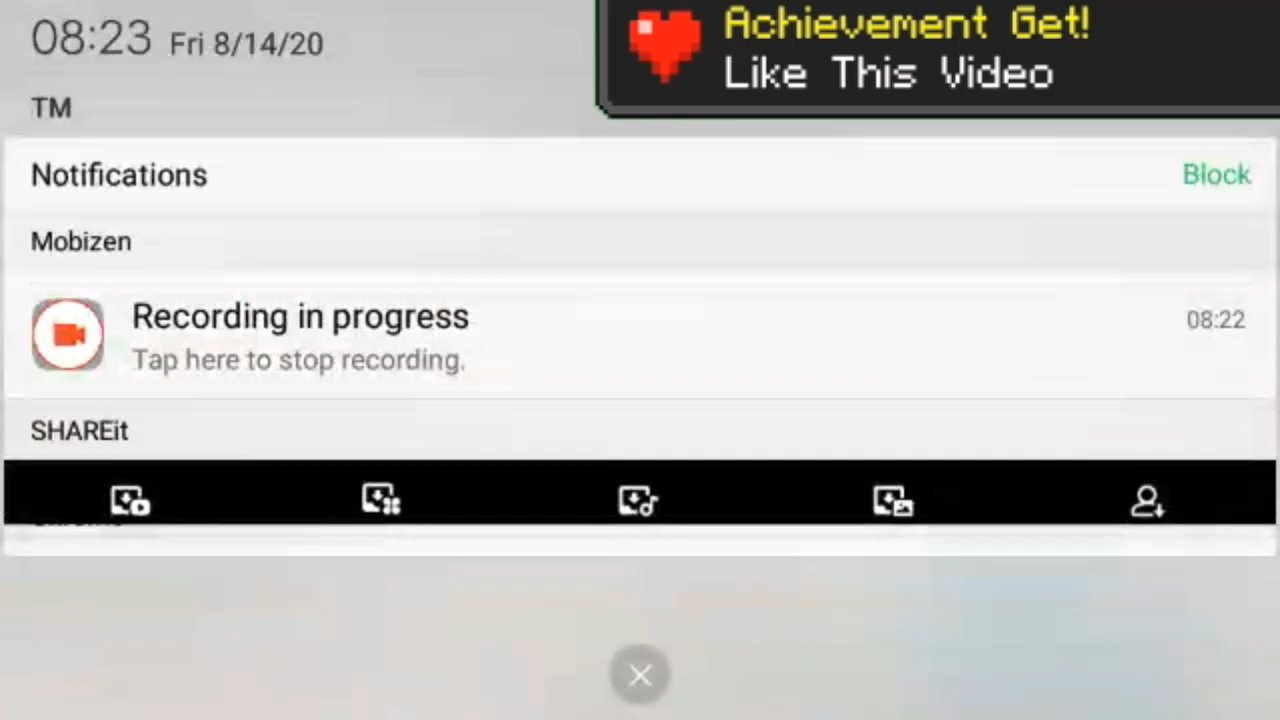 08:23 Fri 8/14/20
Achievement Get!
Like This Video
TM
Notifications Block
Mobizen
Recording in progress 08:22
Tap here to stop recording.
SHAREit